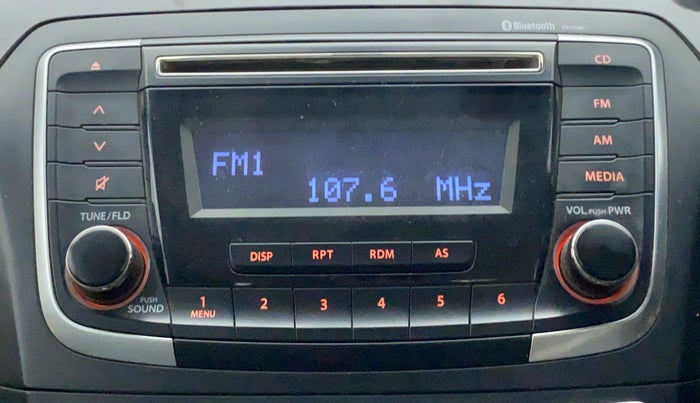 Bluetooth
CD
FM
AM
MEDIA
FM1
107.6 MHz
TUNE/FLD
VOL PUSH PWR
DISP RPT RDM AS
PUSH
SOUND
1 2 3 4 5 6
MENU